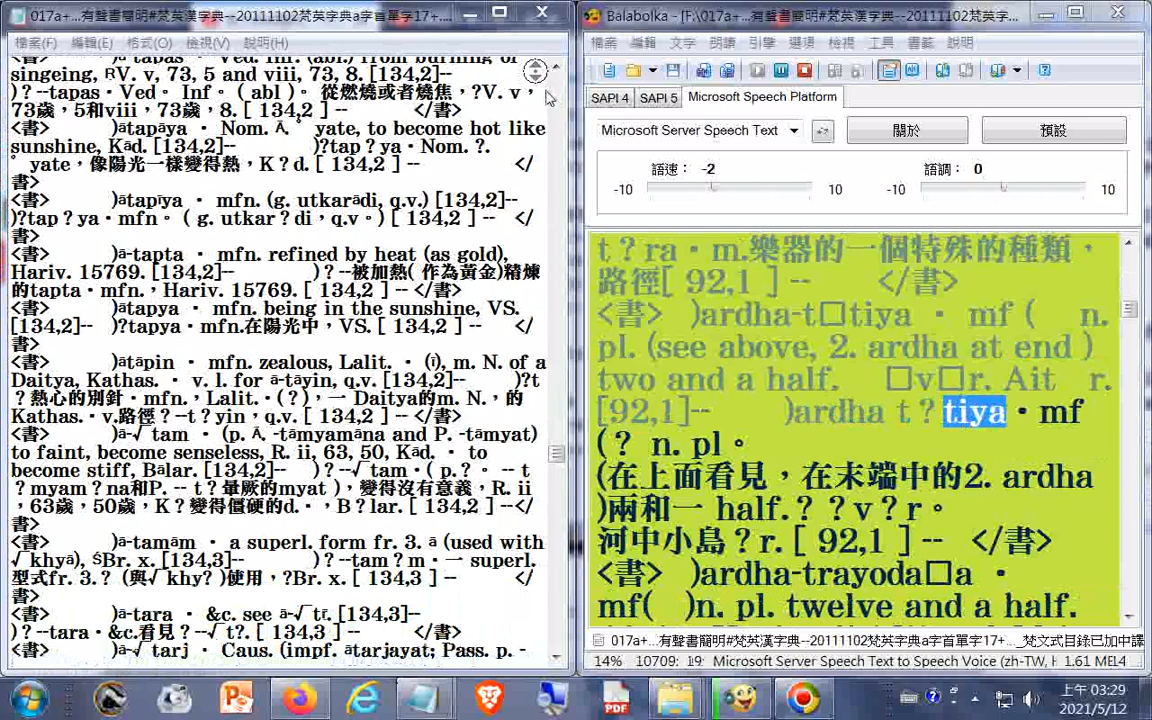 017a+...有聲書簡明#梵英漢字典--20111102梵英字典a字首單字17+...
檔案(F) 編輯(E) 格式(O) 檢視(V) 說明(H)
singeing, ṚV. v, 73, 5 and viii, 73, 8. [134,2]--
)? --tapas‧Ved。Inf。( abl )。從燃燒或者燒焦，?V. v，
73歲，5和viii，73歲，8. [ 134,2 ] -- </書>
<書> )ātapāya ‧ Nom. Ā. ˚yate, to become hot like
sunshine, Kād. [134,2]-- )?tap ? ya‧Nom. ?.
˚yate，像陽光一樣變得熱，K ? d. [ 134,2 ] -- </
書>
<書> )ātapīya ‧ mfn. (g. utkarādi, q.v.) [134,2]--
)?tap ? ya‧mfn。( g. utkar ? di，q.v。) [ 134,2 ] -- </
書>
<書> )ā-tapta ‧ mfn. refined by heat (as gold),
Hariv. 15769. [134,2]-- )? --被加熱( 作為黃金)精煉
的tapta‧mfn.，Hariv. 15769. [ 134,2 ] -- </書>
<書> )ātapya ‧ mfn. being in the sunshine, VS.
[134,2]-- )?tapya‧mfn.在陽光中，VS. [ 134,2 ] -- </
書>
<書> )ātāpin ‧ mfn. zealous, Lalit. ‧ (ī), m. N. of a
Daitya, Kathas. ‧ v. l. for ā-tāyin, q.v. [134,2]-- )?t
? 熱心的別針‧mfn.，Lalit.‧( ? )，一 Daitya的m. N.，的
Kathas.‧v.路徑? --t ? yin，q.v. [ 134,2 ] -- </書>
<書> )ā-√ tam ‧ (p. Ā. -tāmyamāna and P. -tāmyat)
to faint, become senseless, R. ii, 63, 50, Kād. ‧ to
become stiff, Bālar. [134,2]-- )? --√ tam‧( p. ? 。 -- t
? myam ? na和P. -- t ? 暈厥的myat )，變得沒有意義，R. ii
，63歲，50歲，K ? 變得僵硬的d.‧，B ? lar. [ 134,2 ] --</
書>
<書> )ā-tamām ‧ a superl. form fr. 3. ā (used with
√ khyā), ŚBr. x. [134,3]-- )? --tam ? m‧一 superl.
型式fr. 3. ? (與√ khy? )使用，?Br. x. [ 134,3 ] -- </
書>
<書> )ā-tara ‧ &c. see ā-√ tṝ. [134,3]--
)? --tara‧&c.看見? --√ t?. [ 134,3 ] -- </書>
<書> )ā-√ tarj ‧ Caus. (impf. ātarjayat; Pass. p. -
Balabolka - [F:\017a+...有聲書簡明#梵英漢字典--20111102梵英字...
檔案 編輯 文字 朗讀 引擎 選項 檢視 工具 書籤 說明
SAPI 4 SAPI 5 Microsoft Speech Platform
Microsoft Server Speech Text 關於 預設
語速： -2 語調： 0
-10 10 -10 10
t ? ra‧m.樂器的一個特殊的種類，
路徑[ 92,1 ] -- </書>
<書> )ardha-t□tiya ‧ mf ( n.
pl. (see above, 2. ardha at end )
two and a half. □v□r. Ait r.
[92,1]-- )ardha t ? tiya‧mf
( ? n. pl。
(在上面看見，在末端中的2. ardha
)兩和一 half. ? ? v ? r。
河中小島 ? r. [ 92,1 ] -- </書>
<書> )ardha-trayoda□a ‧
mf( )n. pl. twelve and a half.
017a+...有聲書簡明#梵英漢字典--20111102梵英字典a字首單字17+..._梵文式目錄已加中譯
14% 10709: 19: Microsoft Server Speech Text to Speech Voice (zh-TW, H 1.61 MEL4
上午 03:29
2021/5/12